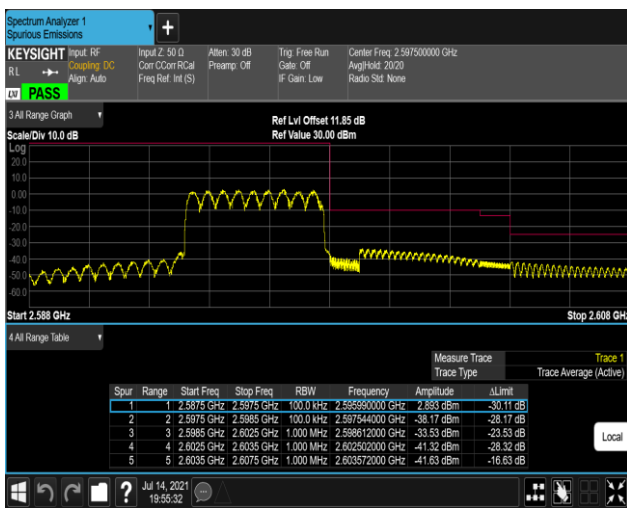 Spectrum Analyzer 1
Spurious Emissions
+
KEYSIGHT Input: RF Input Z: 50 Ω Atten: 30 dB Trig: Free Run Center Freq: 2.597500000 GHz
RL Coupling: DC Corr CCorr RCal Preamp: Off Gate: Off Avg|Hold: 20/20
Align: Auto Freq Ref: Int (S) IF Gain: Low Radio Std: None
LXI PASS
3 All Range Graph
Ref Lvl Offset 11.85 dB
Scale/Div 10.0 dB Ref Value 30.00 dBm
Log
20.0
10.0
0.00
-10.0
-20.0
-30.0
-40.0
-50.0
-60.0
Start 2.588 GHz Stop 2.608 GHz
4 All Range Table
Measure Trace Trace 1
Trace Type Trace Average (Active)
Spur Range Start Freq Stop Freq RBW Frequency Amplitude ΔLimit
1 1 2.5875 GHz 2.5975 GHz 100.0 kHz 2.595990000 GHz 2.893 dBm -30.11 dB
2 2 2.5975 GHz 2.5985 GHz 100.0 kHz 2.597544000 GHz -38.17 dBm -28.17 dB
3 3 2.5985 GHz 2.6025 GHz 1.000 MHz 2.598612000 GHz -33.53 dBm -23.53 dB
4 4 2.6025 GHz 2.6035 GHz 1.000 MHz 2.602502000 GHz -41.32 dBm -28.32 dB
5 5 2.6035 GHz 2.6075 GHz 1.000 MHz 2.603572000 GHz -41.63 dBm -16.63 dB
Local
? Jul 14, 2021
19:55:32